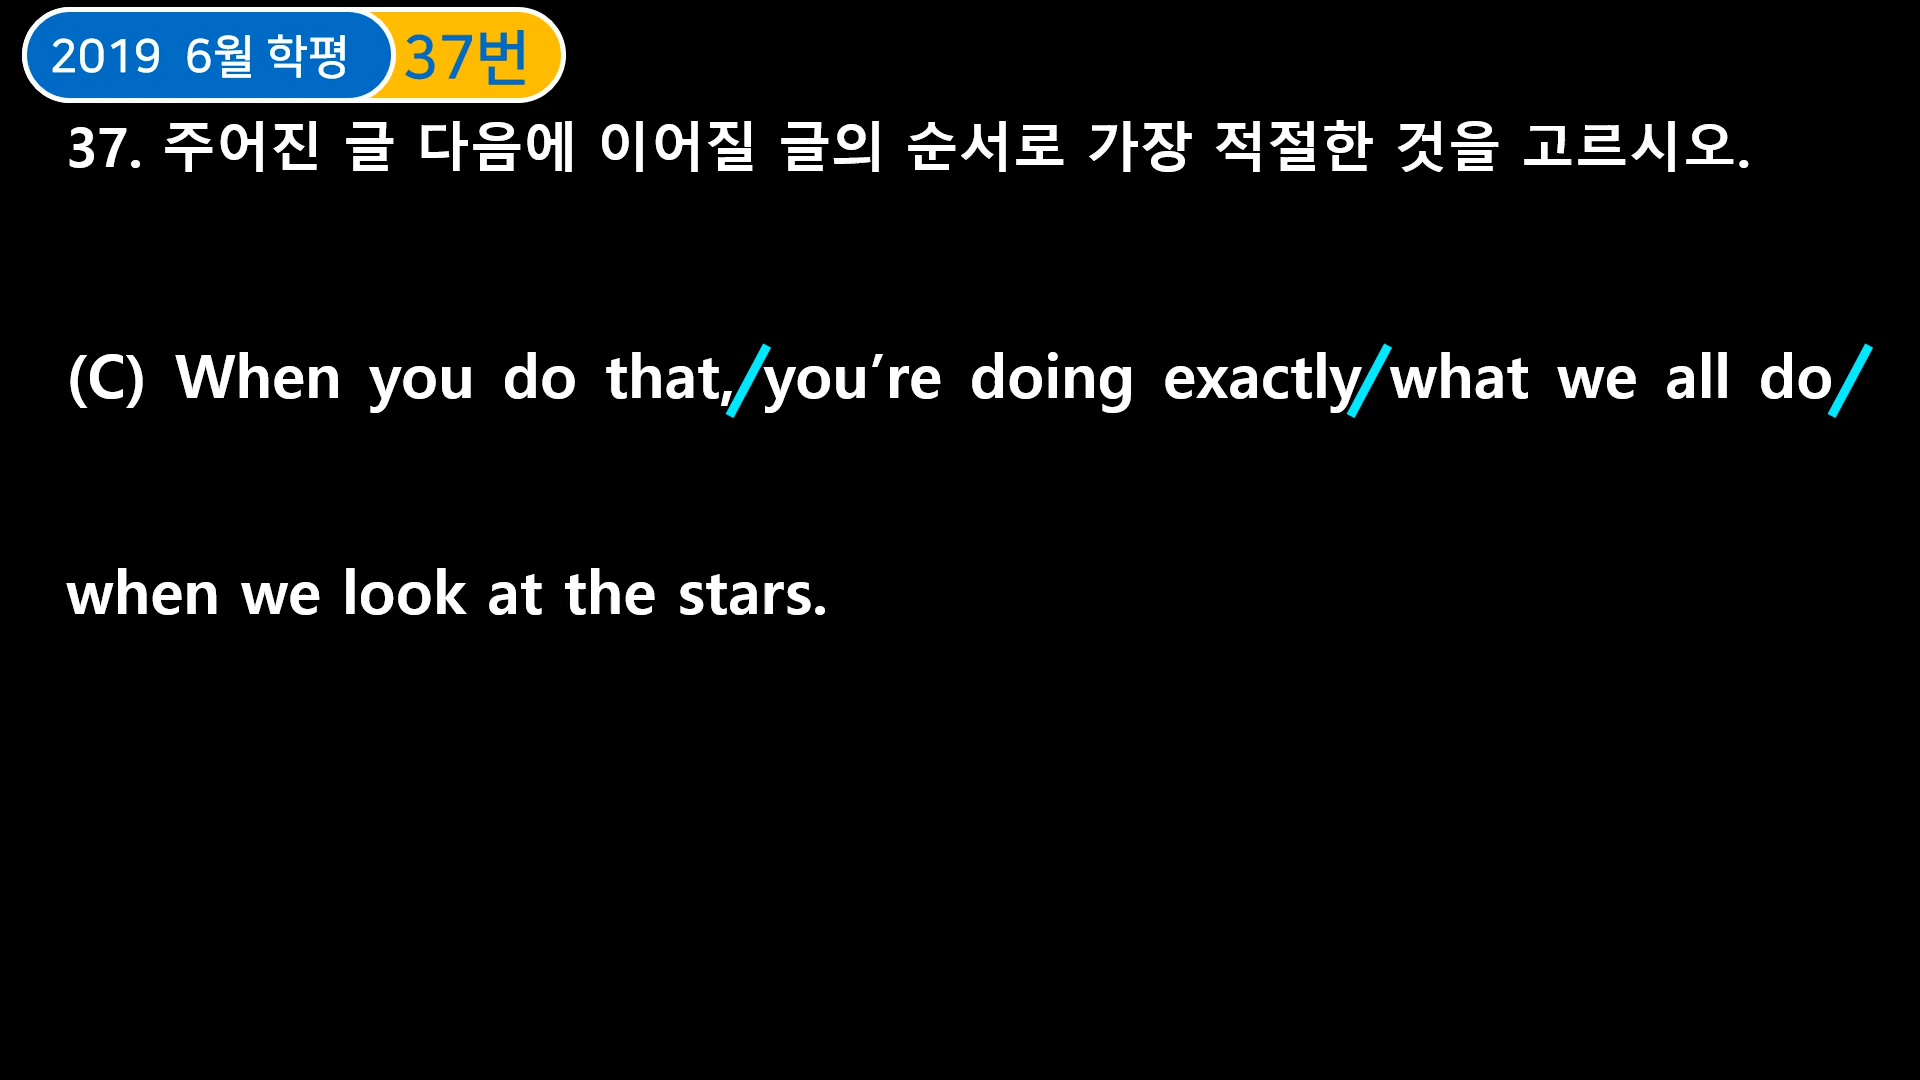 2019 6월 학평 37번
37. 주어진 글 다음에 이어질 글의 순서로 가장 적절한 것을 고르시오.
(C) When you do that, / you’re doing exactly / what we all do /
when we look at the stars.